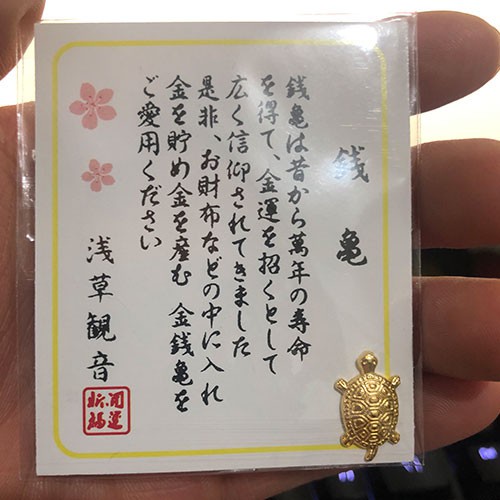 銭亀
銭亀は昔から萬年の寿命
を得て、金運を招くとして
広く信仰されてきました
是非、お財布などの中に入れ
金を貯め金を産む 金銭亀を
ご愛用ください
浅草観音
開運
祈福